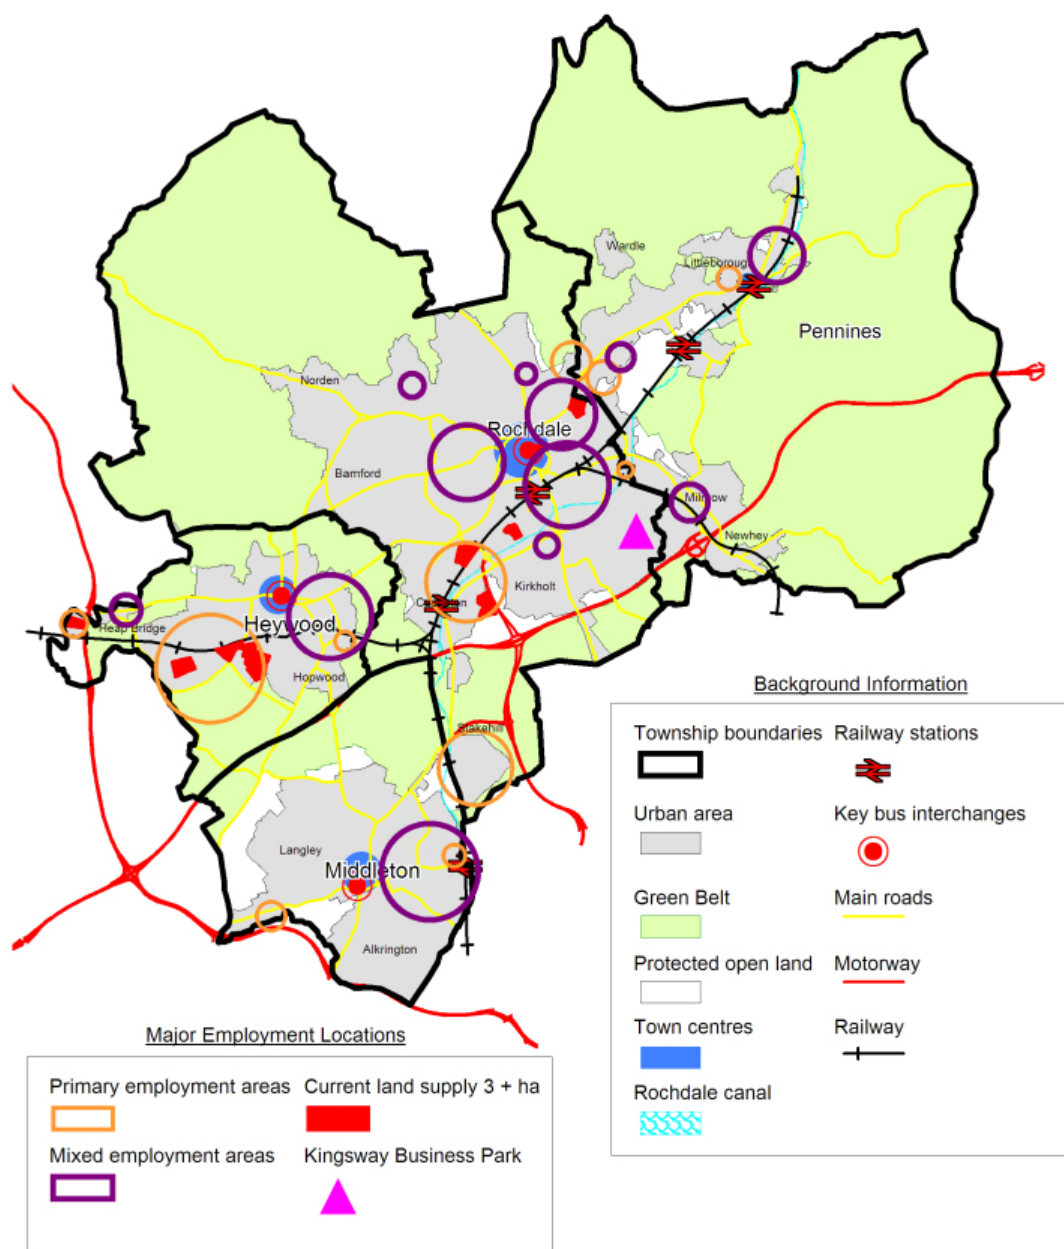 Wardle
Littleborough
Pennines
Norden
Rochdale
Bamford
Milnrow
Newhey
Kirkholt
Castleton
Heap Bridge
Heywood
Hopwood
Stakehill
Langley
Middleton
Alkrington
Background Information
Township boundaries Railway stations
Urban area Key bus interchanges
Green Belt Main roads
Protected open land Motorway
Town centres Railway
Rochdale canal
Major Employment Locations
Primary employment areas Current land supply 3 + ha
Mixed employment areas Kingsway Business Park